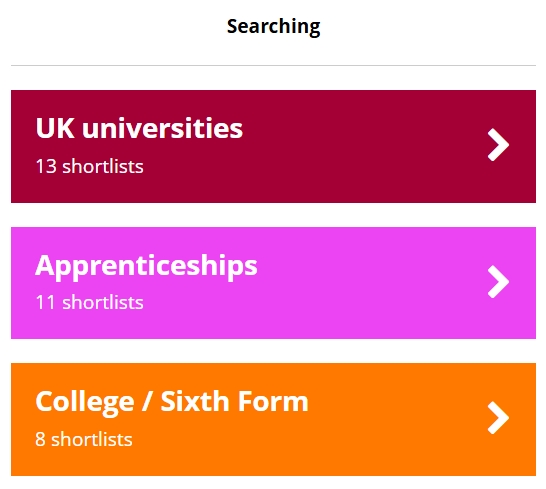 Searching
UK universities
13 shortlists
Apprenticeships
11 shortlists
College / Sixth Form
8 shortlists